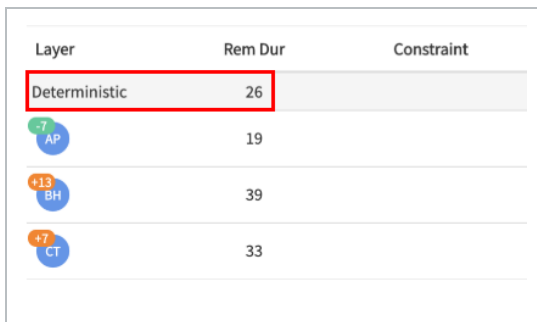 Layer Rem Dur Constraint
Deterministic 26
-7
AP 19
+13
BH 39
+7
CT 33